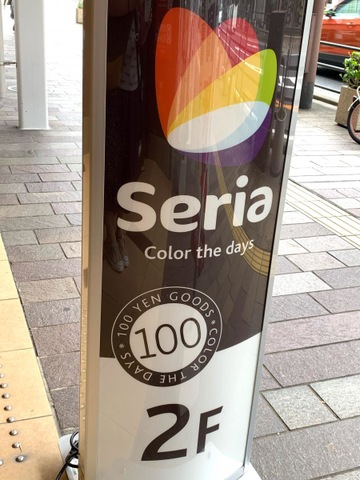 Seria
Color the days
100 YEN GOODS * COLOR THE DAYS *
100
2F